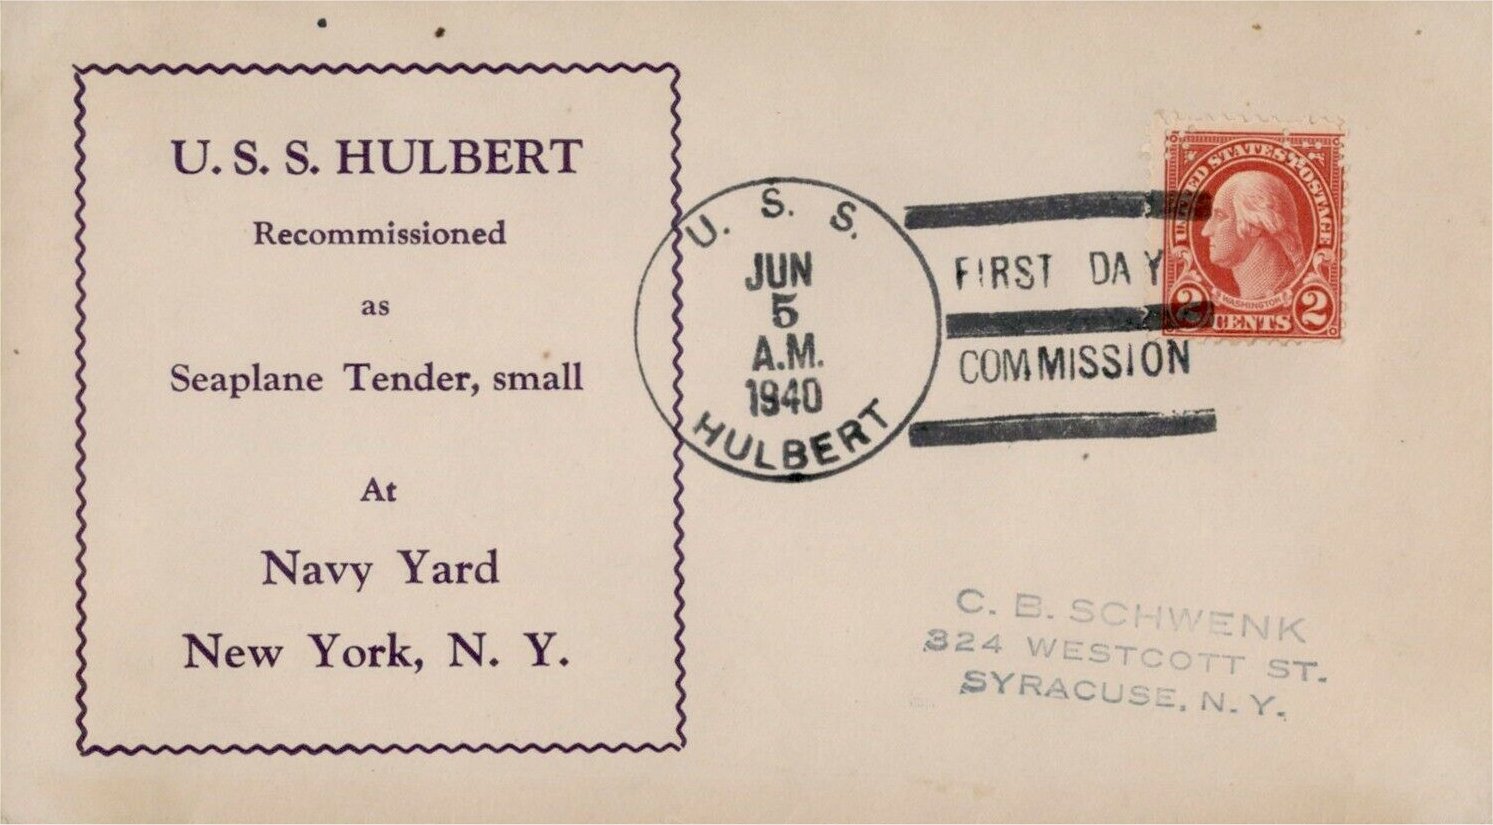 U. S. S. HULBERT
Recommissioned
as
Seaplane Tender, small
At
Navy Yard
New York, N. Y.
U. S. S.
JUN
5
A.M.
1940
HULBERT
FIRST DAY
COMMISSION
UNITED STATES POSTAGE
WASHINGTON
2 CENTS 2
C. B. SCHWENK
324 WESTCOTT ST.
SYRACUSE, N. Y.